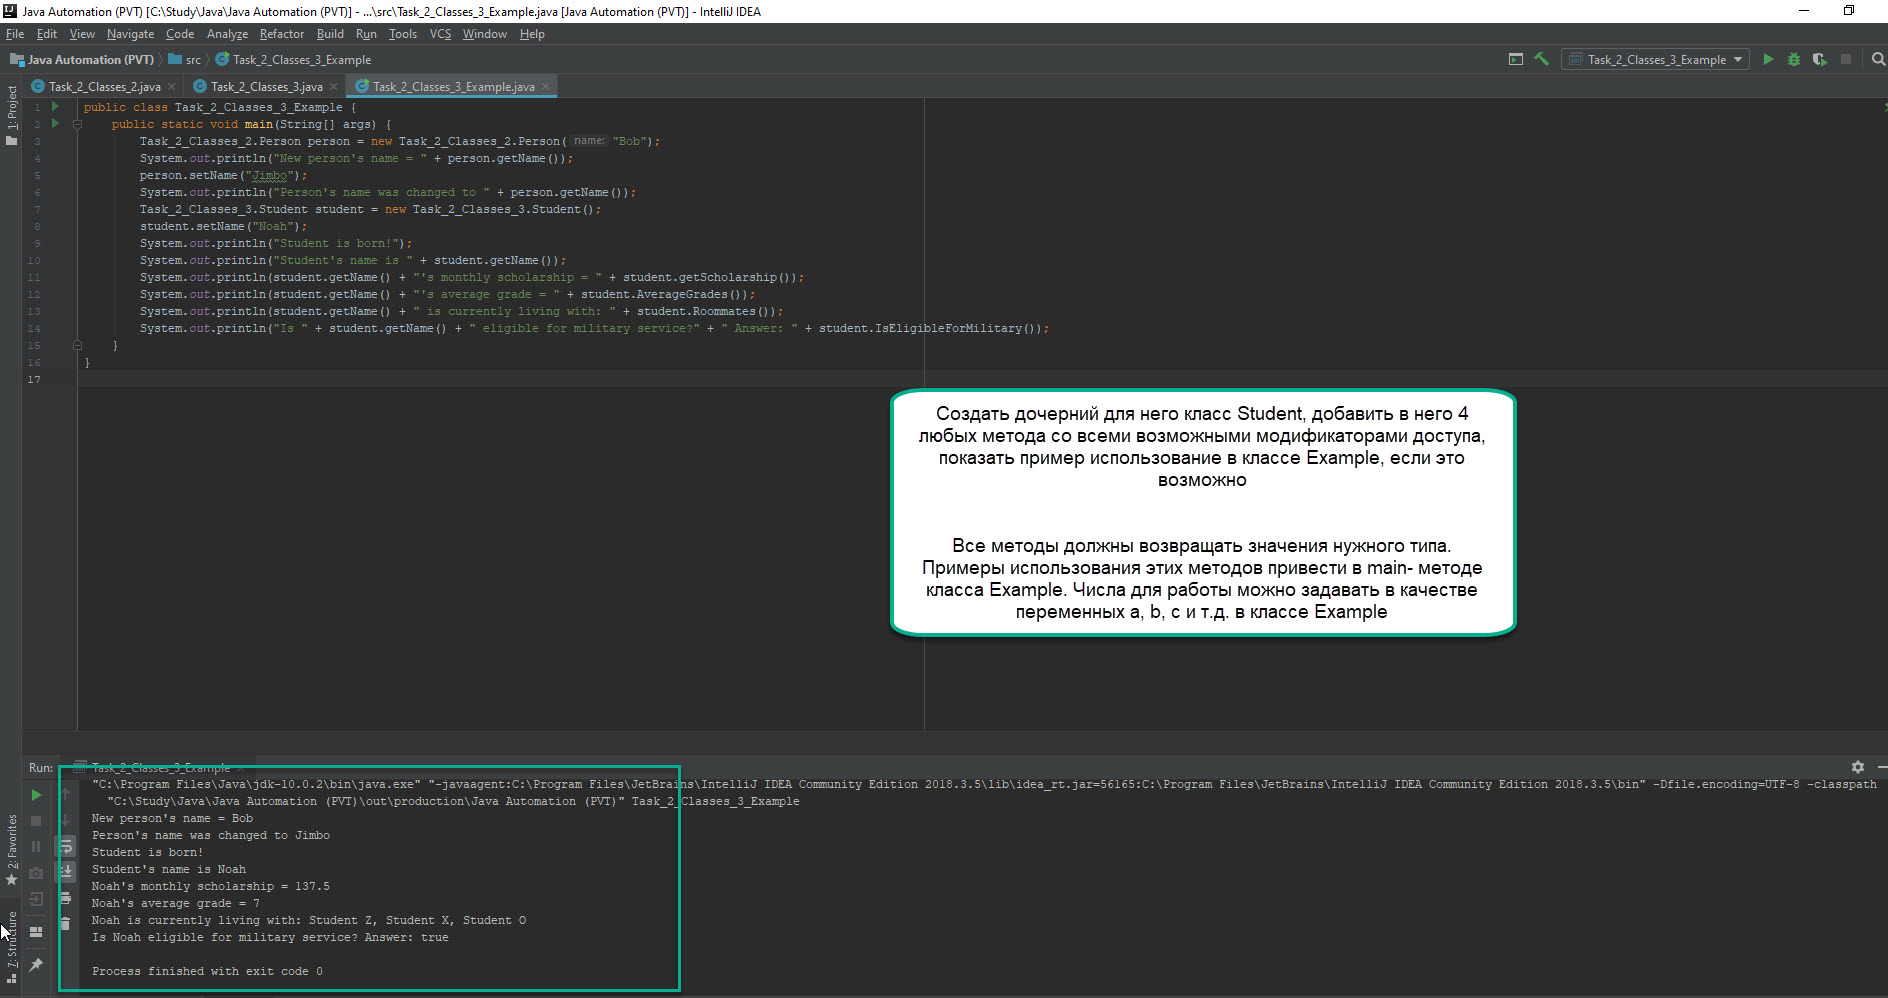 Java Automation (PVT) [C:\Study\Java\Java Automation (PVT)] - ...\src\Task_2_Classes_3_Example.java [Java Automation (PVT)] - IntelliJ IDEA
File Edit View Navigate Code Analyze Refactor Build Run Tools VCS Window Help
Java Automation (PVT) src Task_2_Classes_3_Example
Task_2_Classes_3_Example
Task_2_Classes_2.java Task_2_Classes_3.java Task_2_Classes_3_Example.java
1: Project
1 public class Task_2_Classes_3_Example {
2 public static void main(String[] args) {
3 Task_2_Classes_2.Person person = new Task_2_Classes_2.Person( name: "Bob");
4 System.out.println("New person's name = " + person.getName());
5 person.setName("Jimbo");
6 System.out.println("Person's name was changed to " + person.getName());
7 Task_2_Classes_3.Student student = new Task_2_Classes_3.Student();
8 student.setName("Noah");
9 System.out.println("Student is born!");
10 System.out.println("Student's name is " + student.getName());
11 System.out.println(student.getName() + "'s monthly scholarship = " + student.getScholarship());
12 System.out.println(student.getName() + "'s average grade = " + student.AverageGrades());
13 System.out.println(student.getName() + " is currently living with: " + student.Roommates());
14 System.out.println("Is " + student.getName() + " eligible for military service?" + " Answer: " + student.IsEligibleForMilitary());
15 }
16 }
17
Создать дочерний для него класс Student, добавить в него 4
любых метода со всеми возможными модификаторами доступа,
показать пример использование в классе Example, если это
возможно
Все методы должны возвращать значения нужного типа.
Примеры использования этих методов привести в main- методе
класса Example. Числа для работы можно задавать в качестве
переменных a, b, c и т.д. в классе Example
Run: Task_2_Classes_3_Example
"C:\Program Files\Java\jdk-10.0.2\bin\java.exe" "-javaagent:C:\Program Files\JetBrains\IntelliJ IDEA Community Edition 2018.3.5\lib\idea_rt.jar=56165:C:\Program Files\JetBrains\IntelliJ IDEA Community Edition 2018.3.5\bin" -Dfile.encoding=UTF-8 -classpath
"C:\Study\Java\Java Automation (PVT)\out\production\Java Automation (PVT)" Task_2_Classes_3_Example
New person's name = Bob
Person's name was changed to Jimbo
Student is born!
Student's name is Noah
Noah's monthly scholarship = 137.5
Noah's average grade = 7
Noah is currently living with: Student Z, Student X, Student O
Is Noah eligible for military service? Answer: true
Process finished with exit code 0
2: Favorites
7: Structure